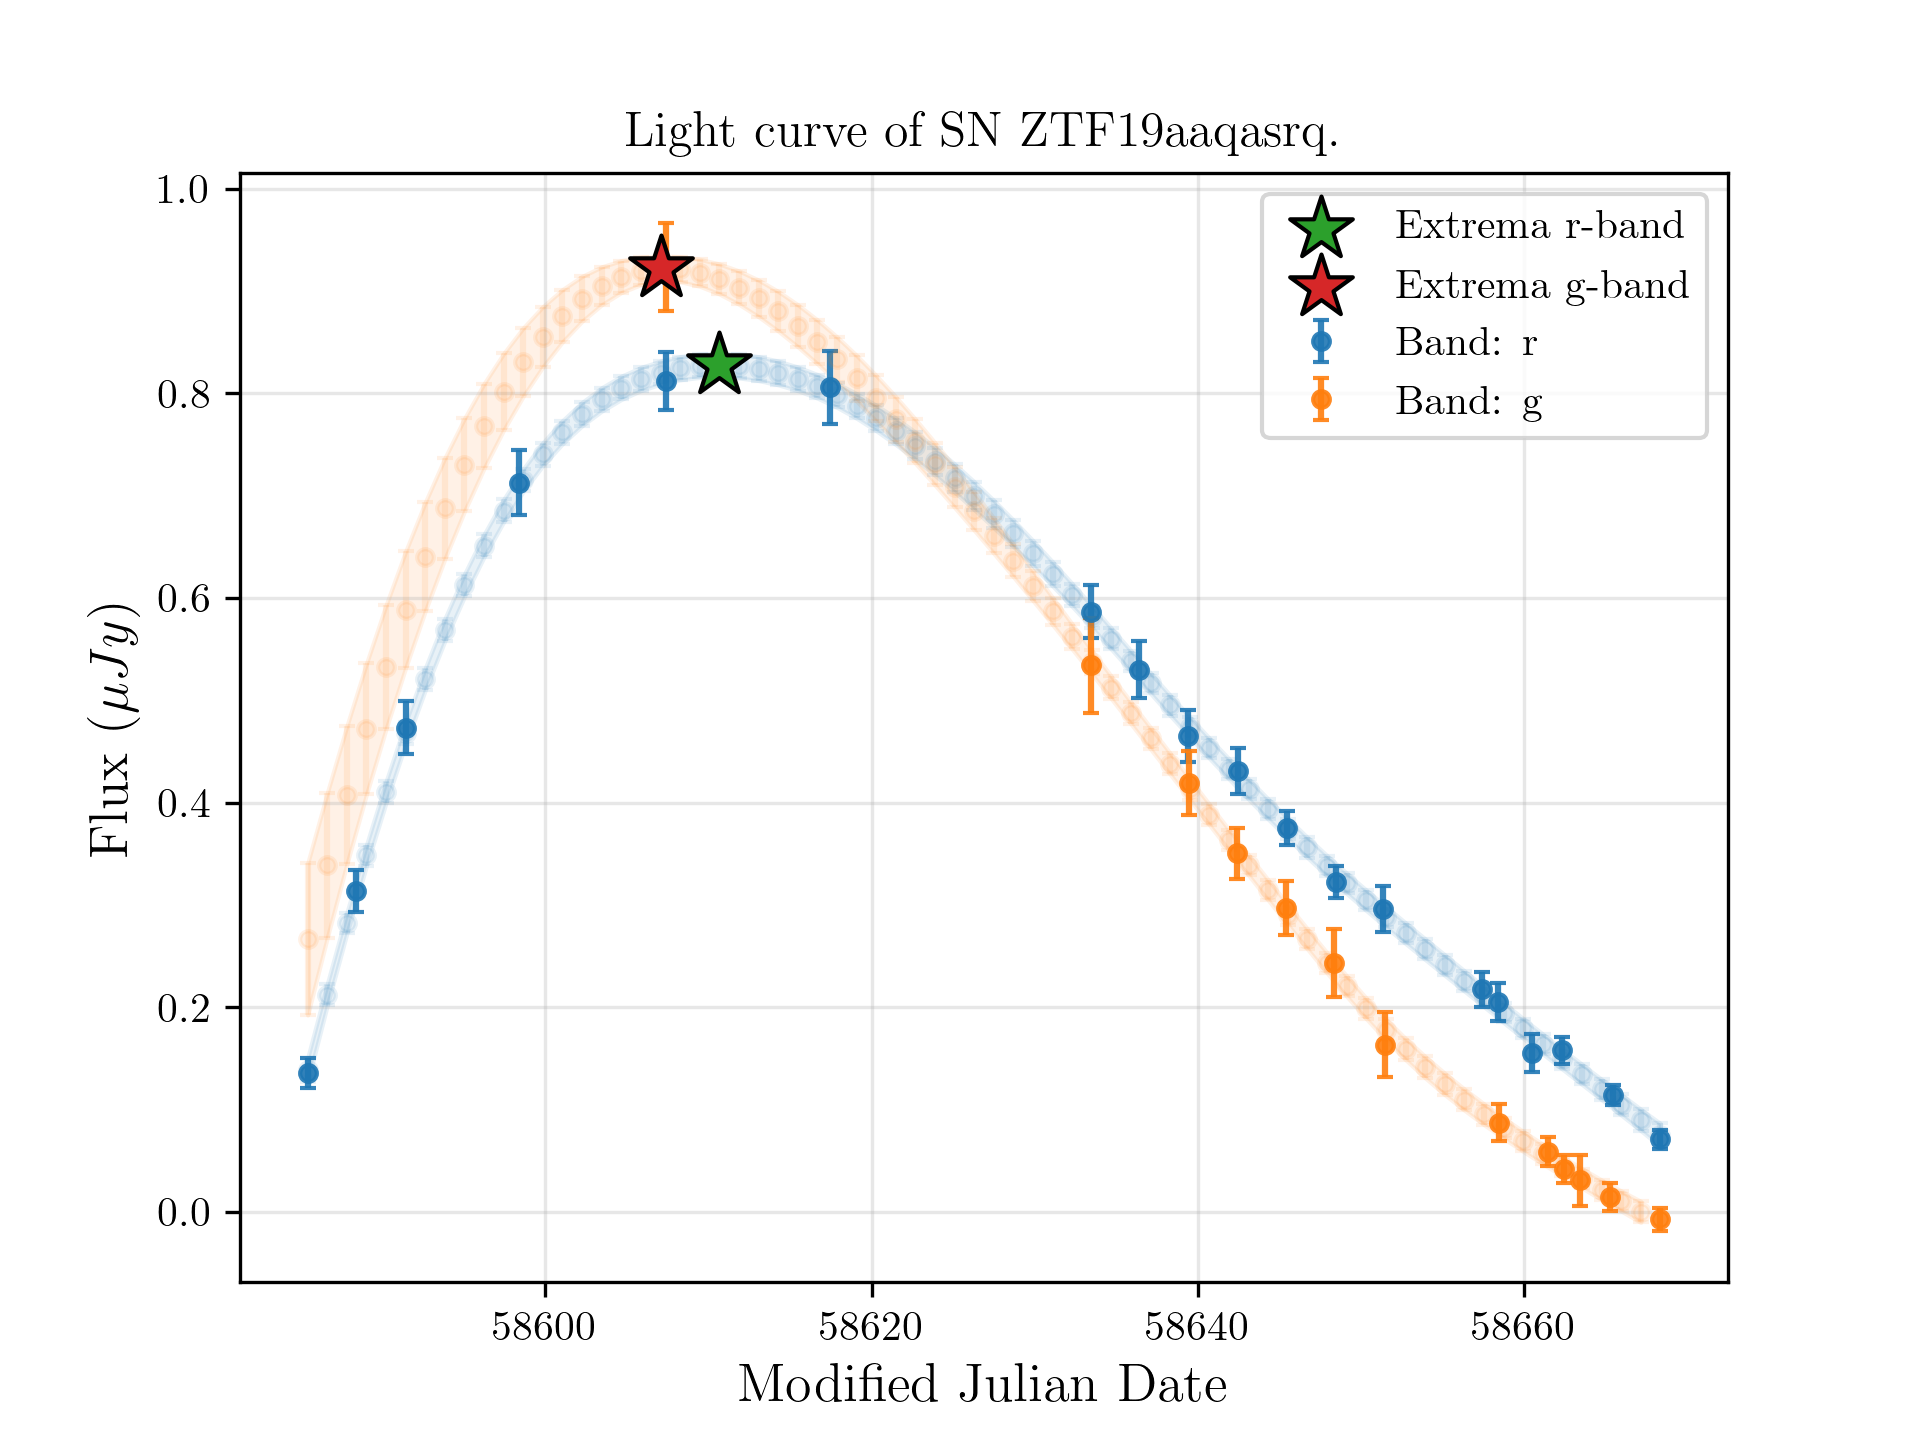 Light curve of SN ZTF19aaqasrq.
1.0
0.8
0.6
0.4
0.2
0.0
Flux (μJy)
Extrema r-band
Extrema g-band
Band: r
Band: g
58600 58620 58640 58660
Modified Julian Date